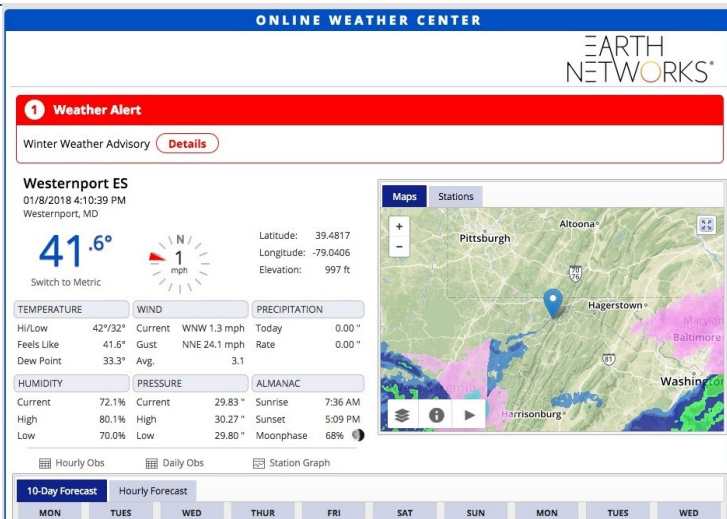 ONLINE WEATHER CENTER
EARTH
NETWORKS
1 Weather Alert
Winter Weather Advisory Details
Westernport ES
01/8/2018 4:10:39 PM
Westernport, MD
41.6°
Switch to Metric
N
1
mph
Latitude: 39.4817
Longitude: -79.0406
Elevation: 997 ft
TEMPERATURE WIND PRECIPITATION
Hi/Low 42°/32° Current WNW 1.3 mph Today 0.00 "
Feels Like 41.6° Gust NNE 24.1 mph Rate 0.00 "
Dew Point 33.3° Avg. 3.1
HUMIDITY PRESSURE ALMANAC
Current 72.1% Current 29.83 " Sunrise 7:36 AM
High 80.1% High 30.27 " Sunset 5:09 PM
Low 70.0% Low 29.80 " Moonphase 68%
Hourly Obs Daily Obs Station Graph
Maps Stations
+
-
Altoona
Pittsburgh
70
76
Hagerstown
Maryland
Baltimore
81
Washington
Harrisonburg
10-Day Forecast Hourly Forecast
MON TUES WED THUR FRI SAT SUN MON TUES WED